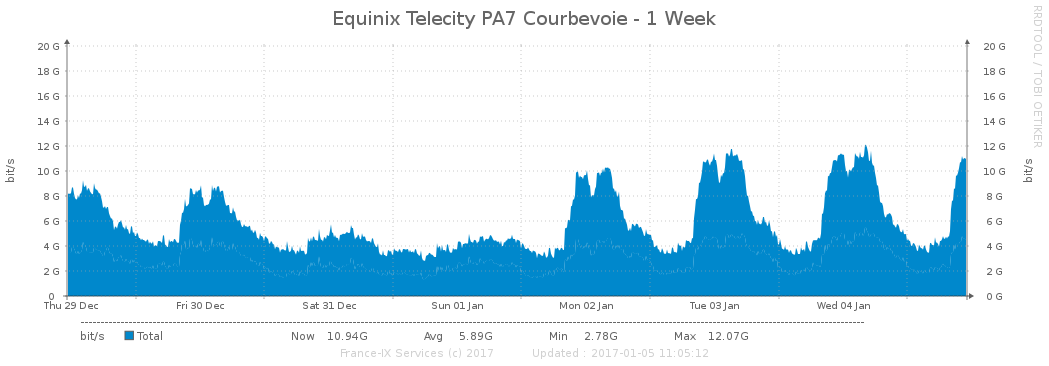 Equinix Telecity PA7 Courbevoie - 1 Week
RRDTOOL / TOBI OETIKER
bit/s
20 G 20 G
18 G 18 G
16 G 16 G
14 G 14 G
12 G 12 G
10 G 10 G
8 G 8 G
6 G 6 G
4 G 4 G
2 G 2 G
0 0 G
bit/s
Thu 29 Dec Fri 30 Dec Sat 31 Dec Sun 01 Jan Mon 02 Jan Tue 03 Jan Wed 04 Jan
bit/s Total Now 10.94G Avg 5.89G Min 2.78G Max 12.07G
France-IX Services (c) 2017 Updated : 2017-01-05 11:05:12